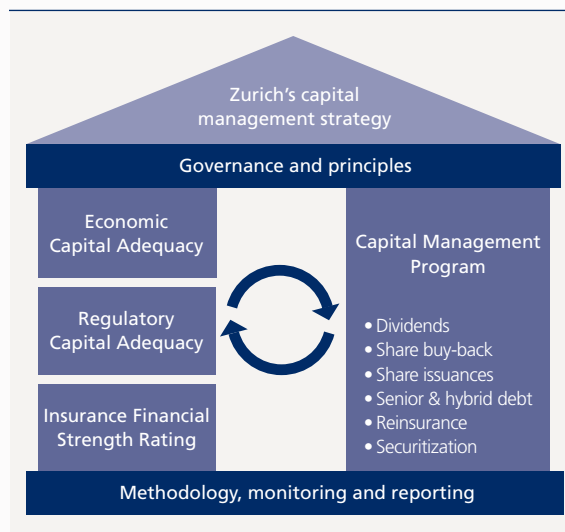 Zurich's capital
management strategy
Governance and principles
Economic
Capital Adequacy
Regulatory
Capital Adequacy
Insurance Financial
Strength Rating
Capital Management
Program
• Dividends
• Share buy-back
• Share issuances
• Senior & hybrid debt
• Reinsurance
• Securitization
Methodology, monitoring and reporting